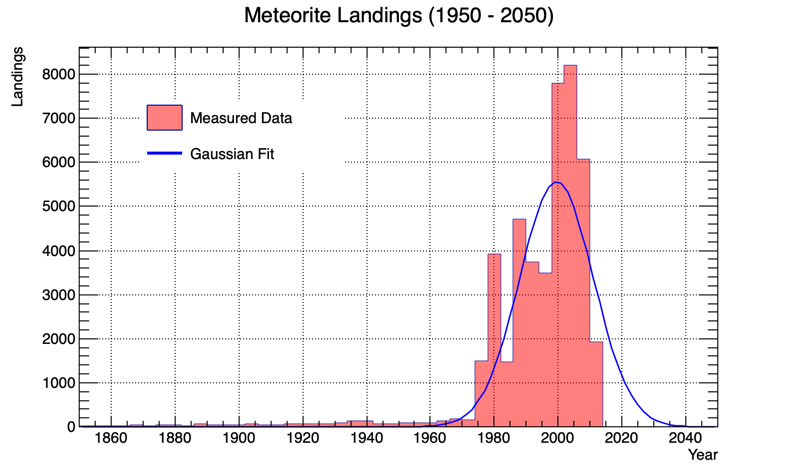 Meteorite Landings (1950 - 2050)
Landings
8000
7000
6000
5000
4000
3000
2000
1000
0
Measured Data
Gaussian Fit
1860 1880 1900 1920 1940 1960 1980 2000 2020 2040
Year